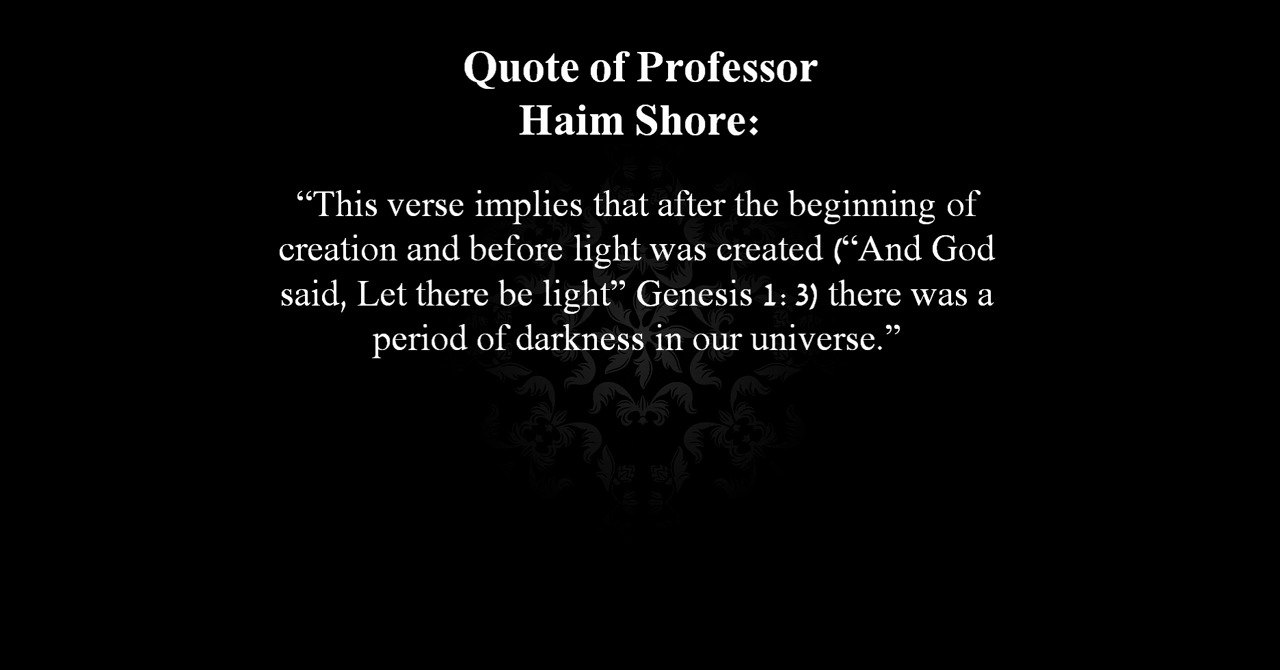 Quote of Professor
Haim Shore:
“This verse implies that after the beginning of
creation and before light was created (“And God
said, Let there be light” Genesis 1: 3) there was a
period of darkness in our universe.”